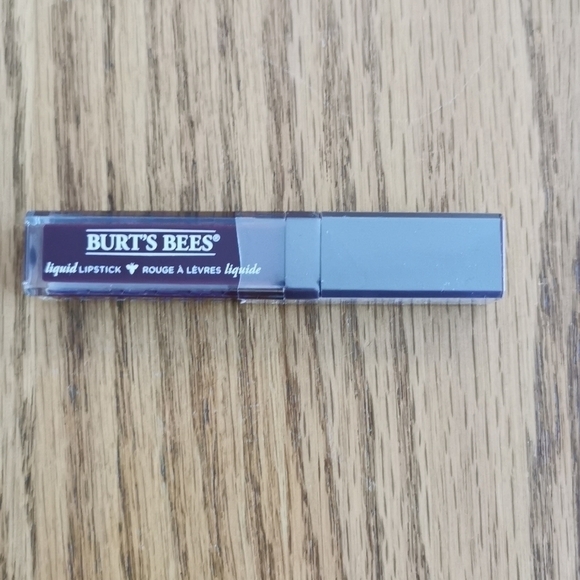 BURT'S BEES®
liquid LIPSTICK ROUGE À LÈVRES liquide